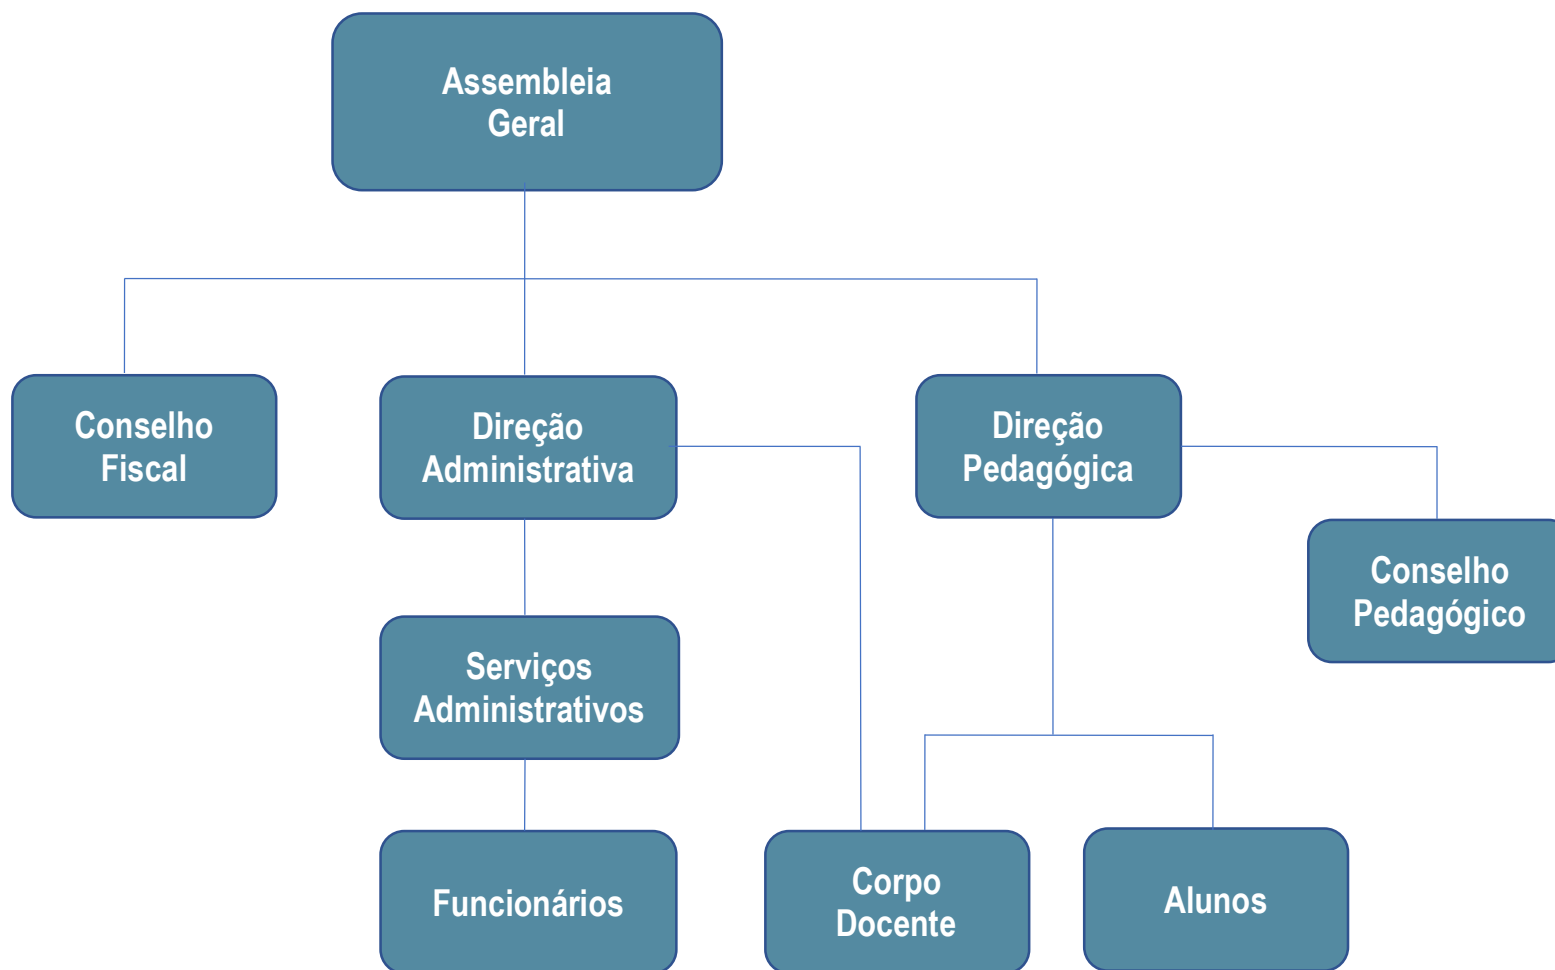 Assembleia
Geral
Conselho
Fiscal
Direção
Administrativa
Direção
Pedagógica
Conselho
Pedagógico
Serviços
Administrativos
Funcionários
Corpo
Docente
Alunos